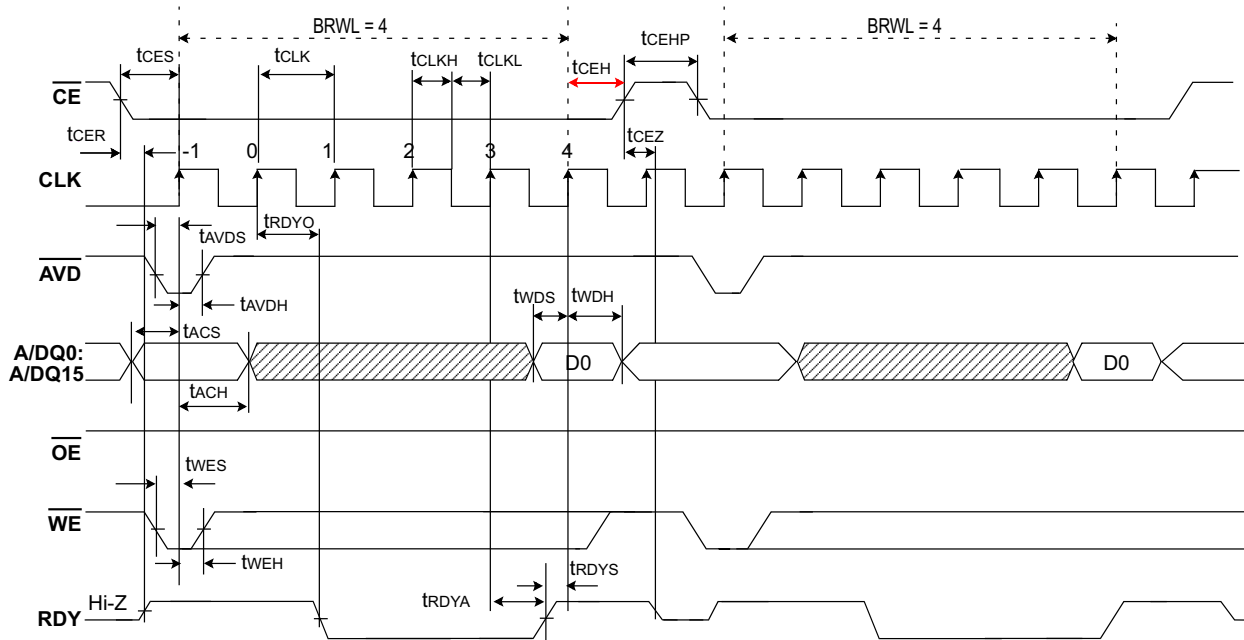 BRWL = 4 BRWL = 4
tCES tCLK tCLKH tCLKL tCEH tCEHP
CE
tCER tCEZ
-1 0 1 2 3 4
CLK
tRDYO
tAVDS
AVD
tAVDH
tWDS tWDH
tACS
A/DQ0:
A/DQ15
D0 D0
tACH
OE
tWES
WE
tWEH
tRDYS
tRDYA
Hi-Z
RDY